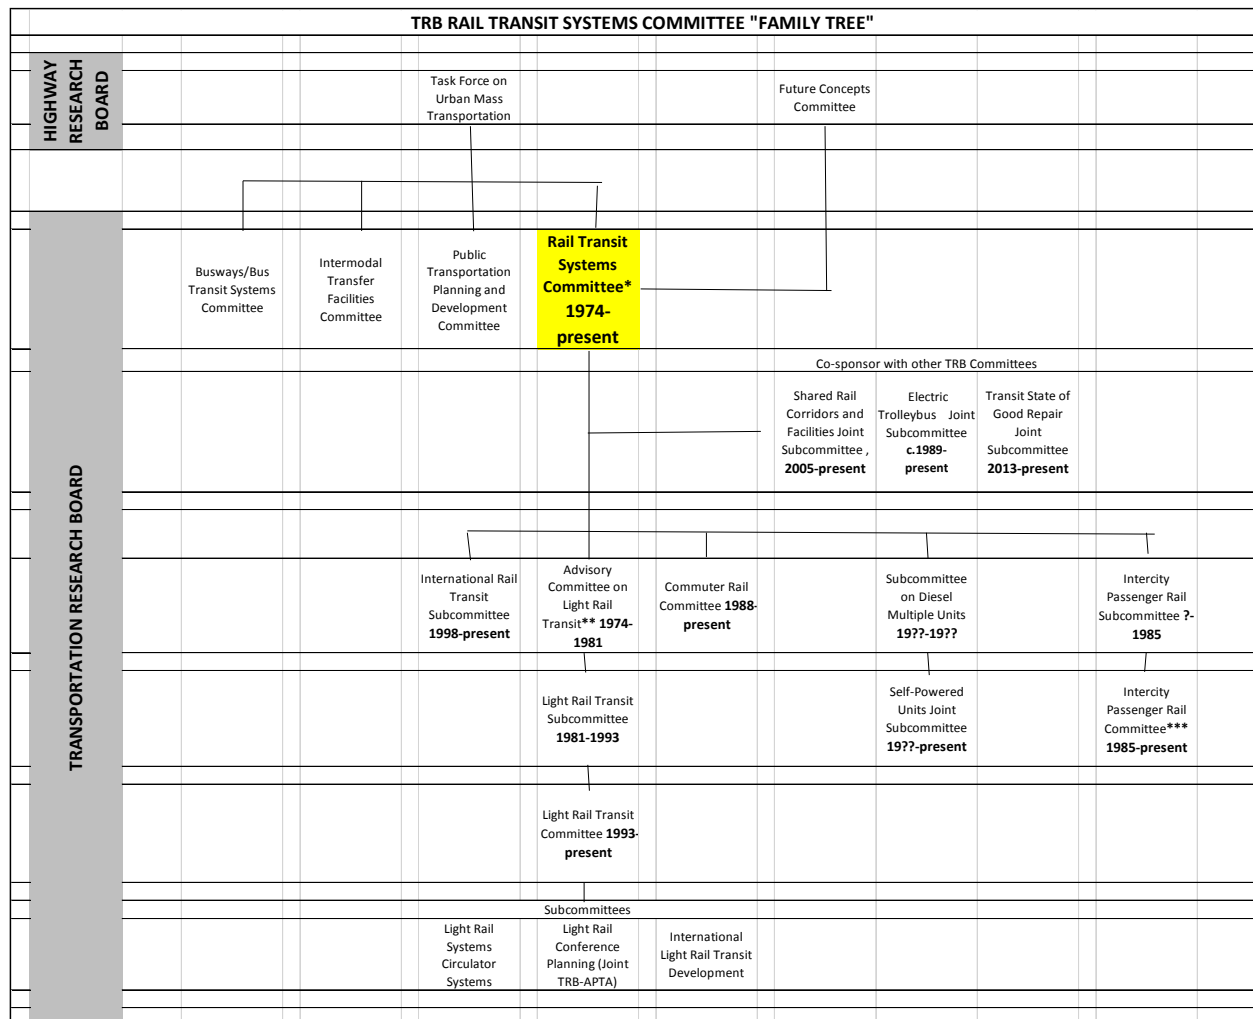 TRB RAIL TRANSIT SYSTEMS COMMITTEE "FAMILY TREE"
HIGHWAY
RESEARCH
BOARD
Task Force on
Urban Mass
Transportation
Future Concepts
Committee
TRANSPORTATION RESEARCH BOARD
Busways/Bus
Transit Systems
Committee
Intermodal
Transfer
Facilities
Committee
Public
Transportation
Planning and
Development
Committee
Rail Transit
Systems
Committee*
1974-
present
Co-sponsor with other TRB Committees
Shared Rail
Corridors and
Facilities Joint
Subcommittee ,
2005-present
Electric
Trolleybus Joint
Subcommittee
c.1989-
present
Transit State of
Good Repair
Joint
Subcommittee
2013-present
International Rail
Transit
Subcommittee
1998-present
Advisory
Committee on
Light Rail
Transit** 1974-
1981
Commuter Rail
Committee 1988-
present
Subcommittee
on Diesel
Multiple Units
19??-19??
Intercity
Passenger Rail
Subcommittee ?-
1985
Light Rail Transit
Subcommittee
1981-1993
Self-Powered
Units Joint
Subcommittee
19??-present
Intercity
Passenger Rail
Committee***
1985-present
Light Rail Transit
Committee 1993-
present
Subcommittees
Light Rail
Systems
Circulator
Systems
Light Rail
Conference
Planning (Joint
TRB-APTA)
International
Light Rail Transit
Development